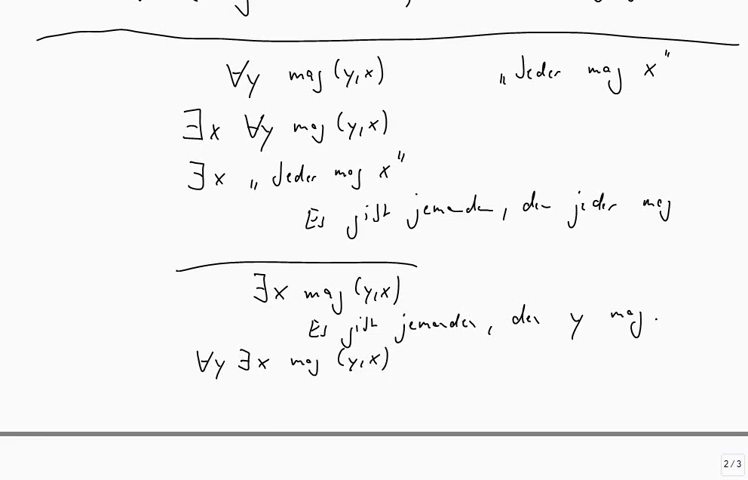 ∀y mag (y,x) „Jeder mag x"
∃x ∀y mag (y,x)
∃x „Jeder mag x"
Es gibt jemanden, den jeder mag
∃x mag (y,x)
Es gibt jemanden, den y mag.
∀y ∃x mag (y,x)
2/3